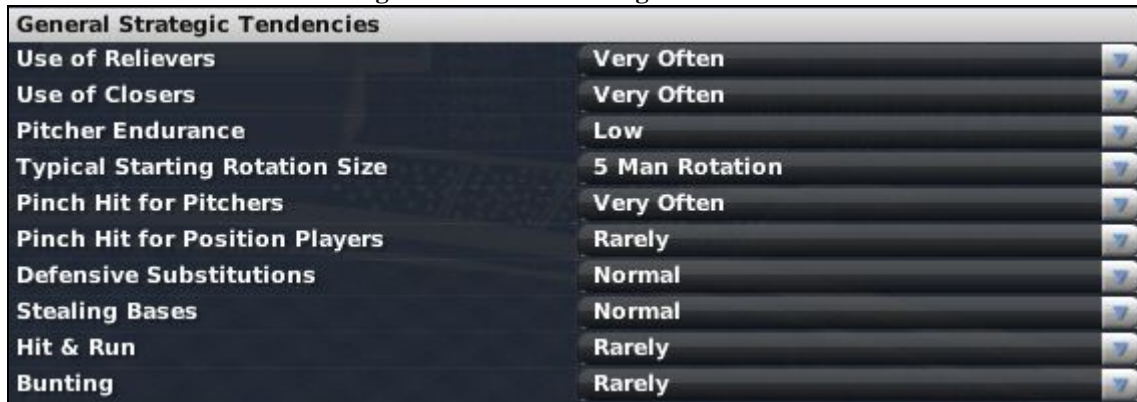 General Strategic Tendencies
Use of Relievers Very Often
Use of Closers Very Often
Pitcher Endurance Low
Typical Starting Rotation Size 5 Man Rotation
Pinch Hit for Pitchers Very Often
Pinch Hit for Position Players Rarely
Defensive Substitutions Normal
Stealing Bases Normal
Hit & Run Rarely
Bunting Rarely